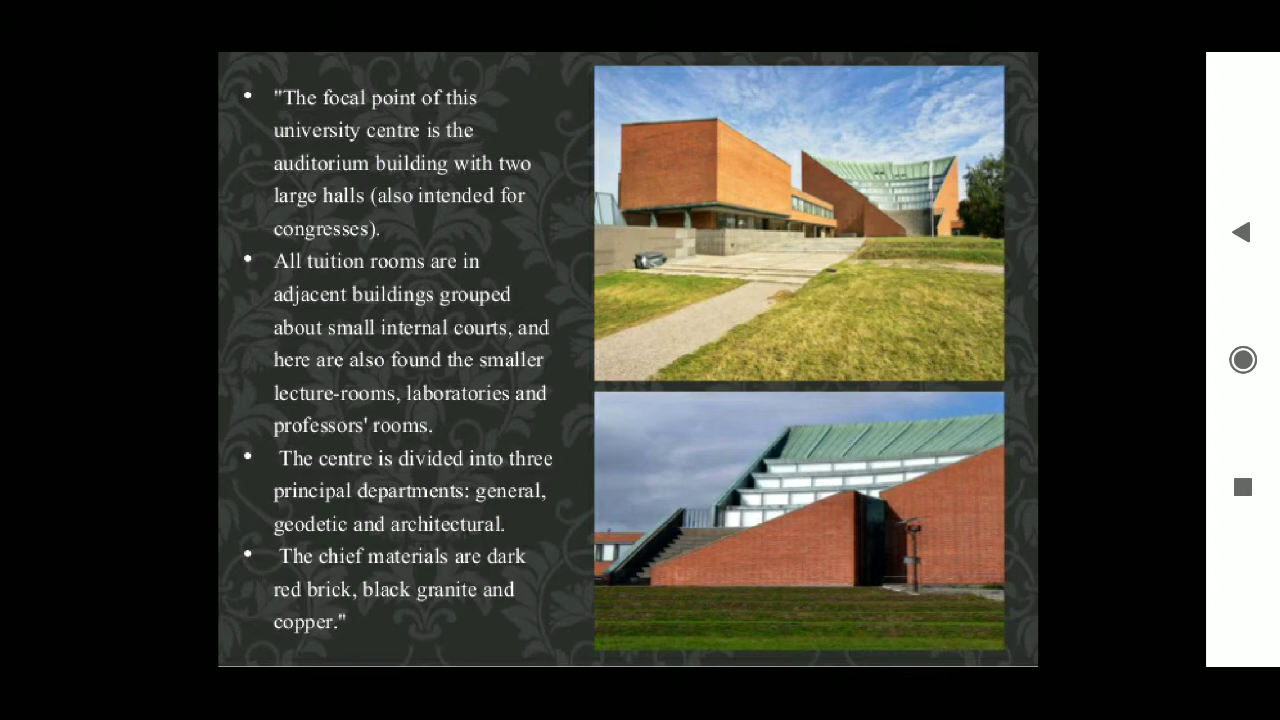 • "The focal point of this
university centre is the
auditorium building with two
large halls (also intended for
congresses).
• All tuition rooms are in
adjacent buildings grouped
about small internal courts, and
here are also found the smaller
lecture-rooms, laboratories and
professors' rooms.
• The centre is divided into three
principal departments: general,
geodetic and architectural.
• The chief materials are dark
red brick, black granite and
copper."